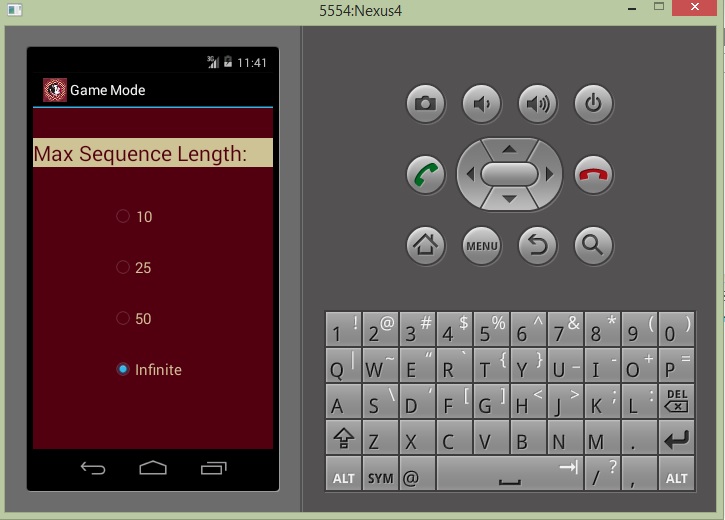 5554:Nexus4
3G 11:41
Game Mode
Max Sequence Length:
10
25
50
Infinite
MENU
1 ! 2 @ 3 # 4 $ 5 % 6 ^ 7 & 8 * 9 ( 0 )
Q | W ~ E “ R ` T { Y } U _ I - O + P =
A S \ D ‘ F [ G ] H < J > K ; L : DEL
Z X C V B N M .
ALT SYM @ / ? , ALT